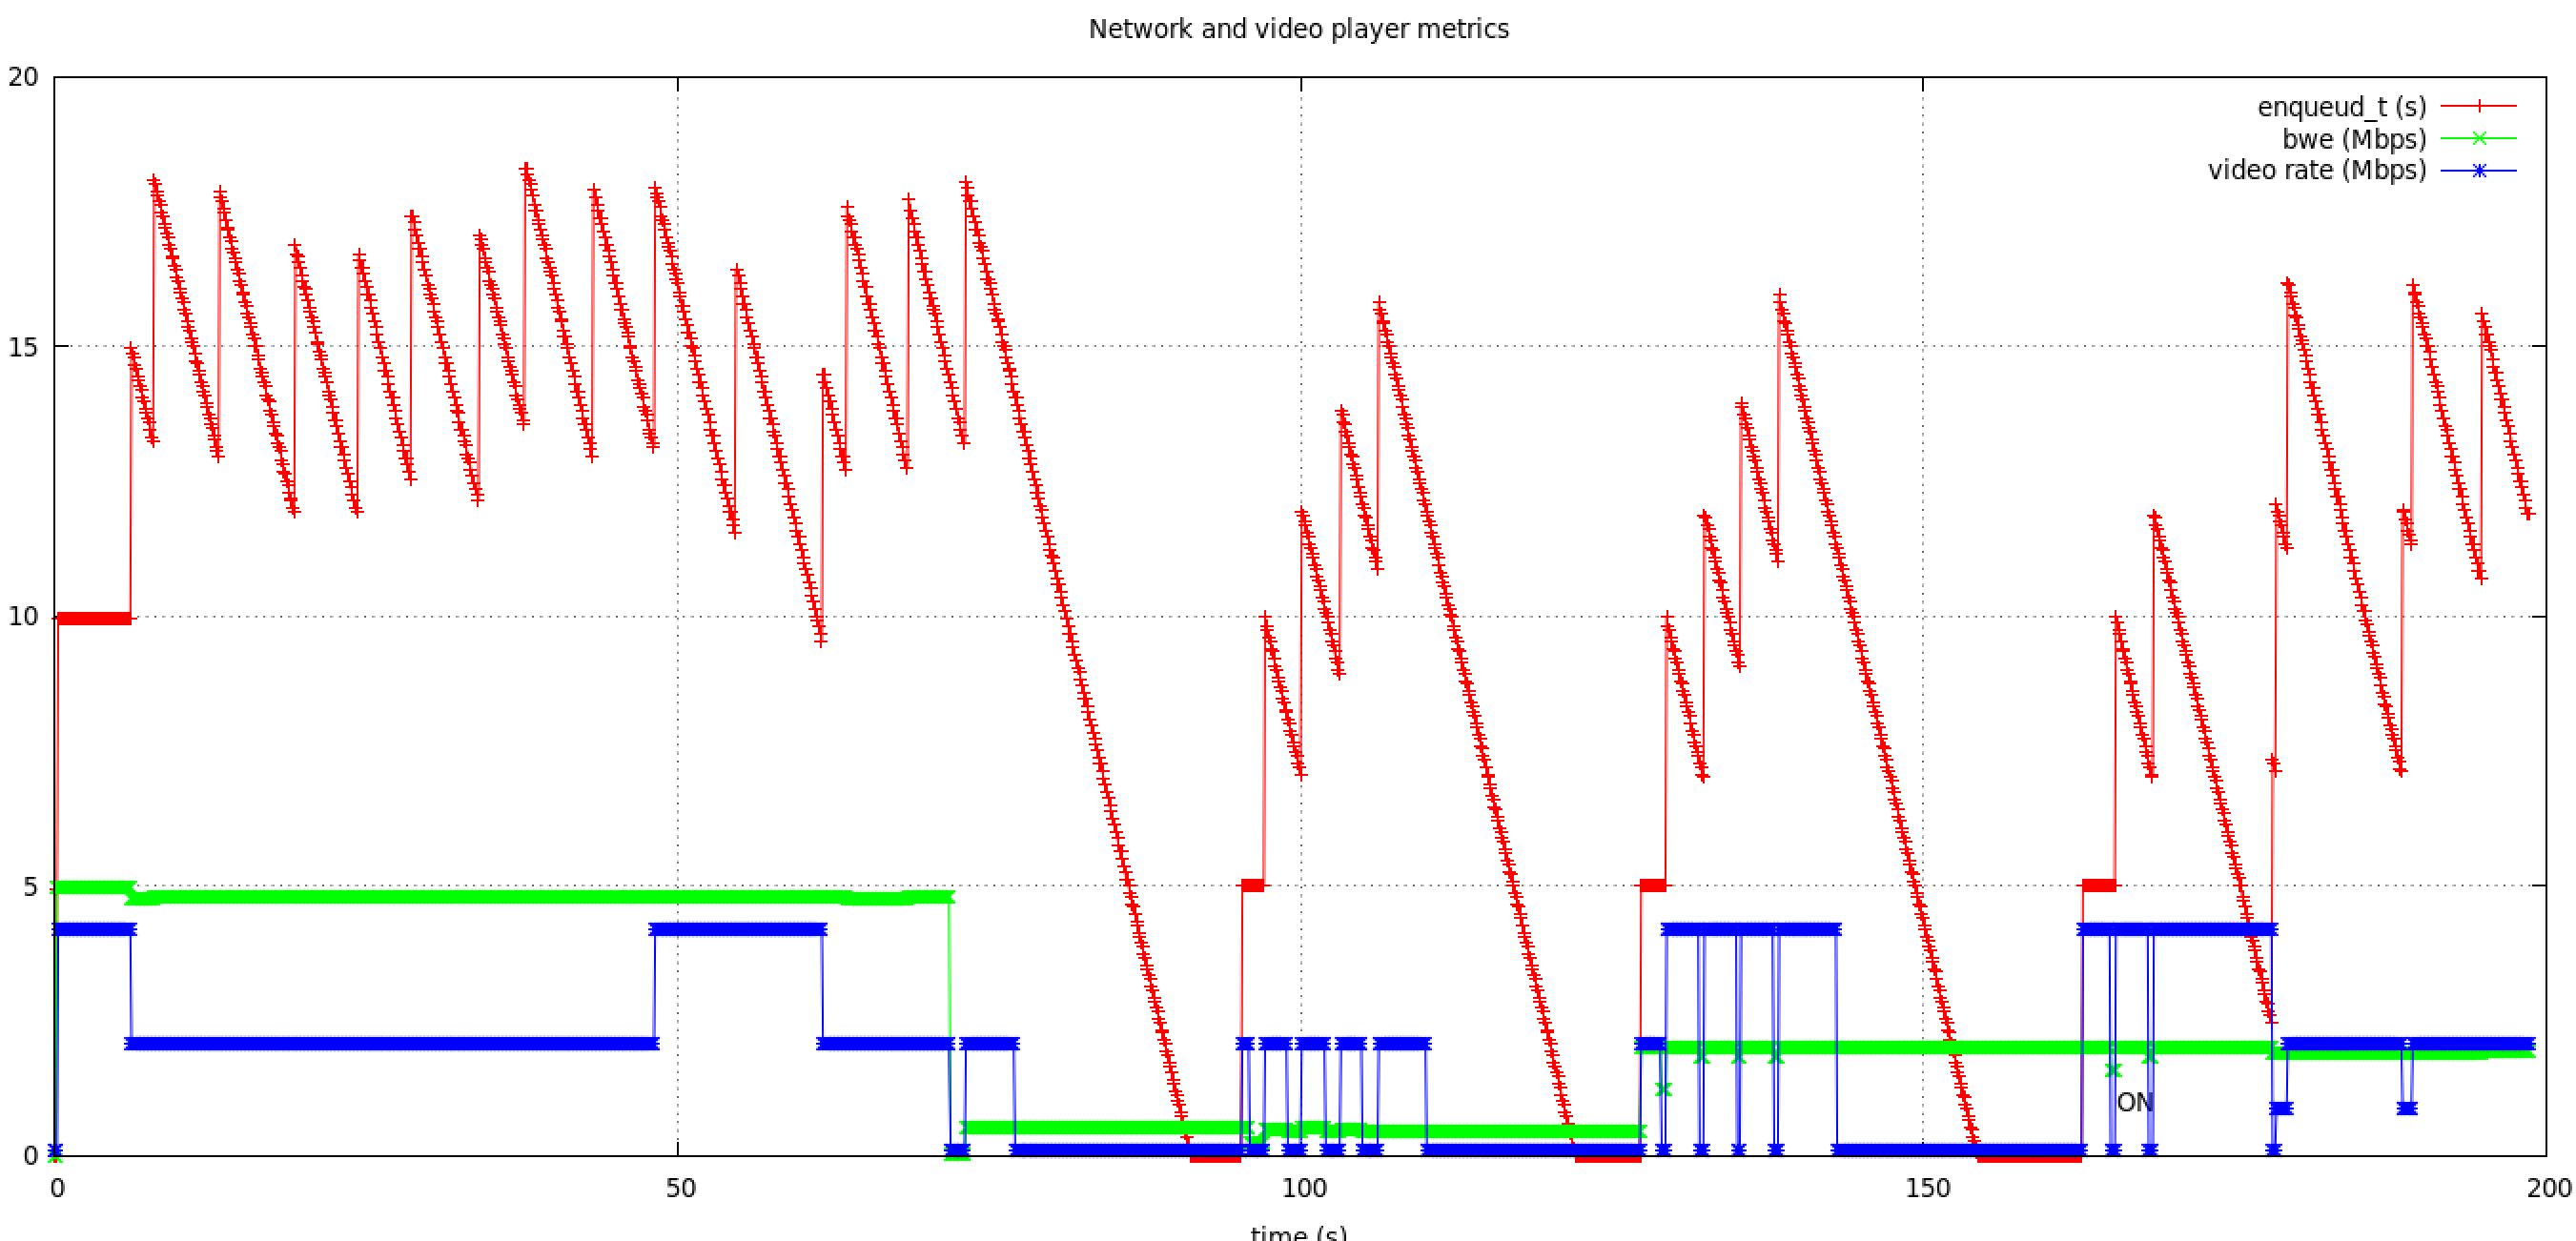 Network and video player metrics
20
15
10
5
0
enqueud_t (s)
bwe (Mbps)
video rate (Mbps)
ON
0 50 100 150 200
time (s)